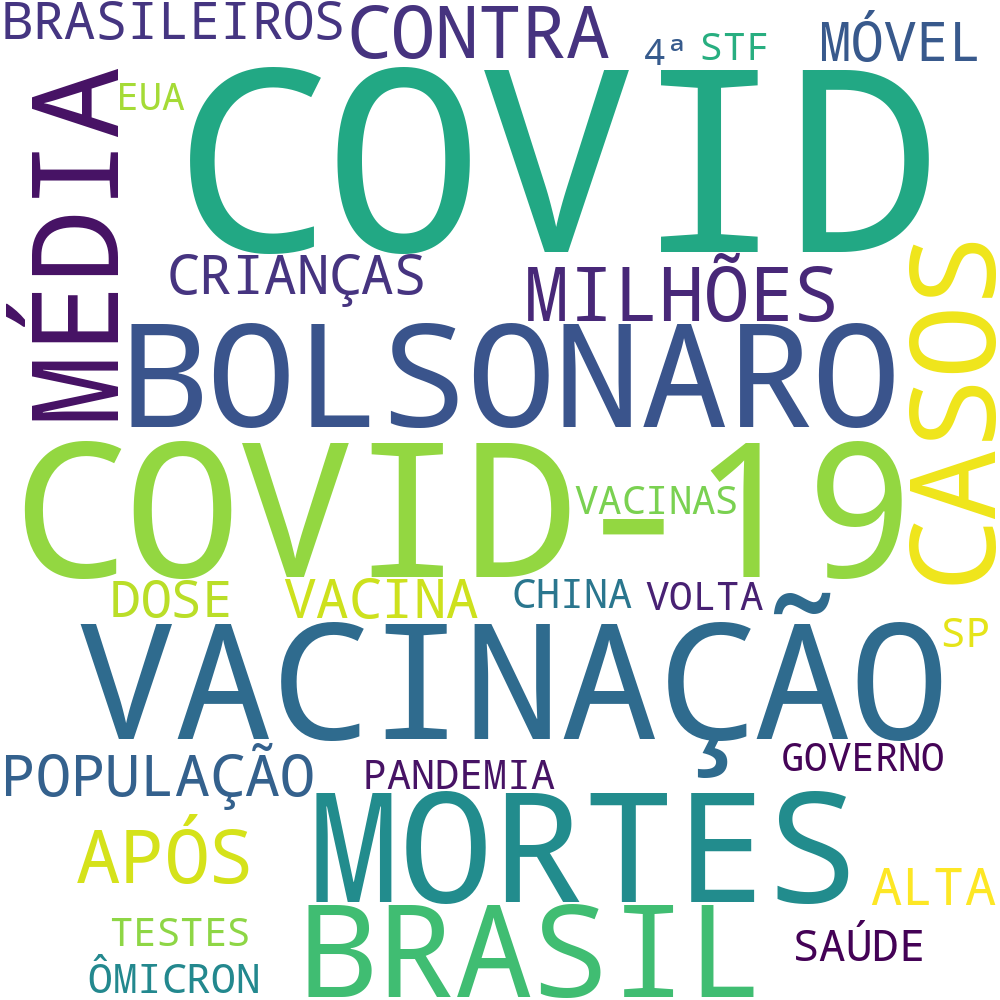 BRASILEIROS
CONTRA
4ª
STF
MÓVEL
EUA
COVID
MÉDIA
CRIANÇAS
MILHÕES
CASOS
BOLSONARO
COVID-19
VACINAS
DOSE
VACINA
CHINA
VOLTA
SP
VACINAÇÃO
POPULAÇÃO
PANDEMIA
GOVERNO
MORTES
APÓS
ALTA
TESTES
BRASIL
SAÚDE
ÔMICRON